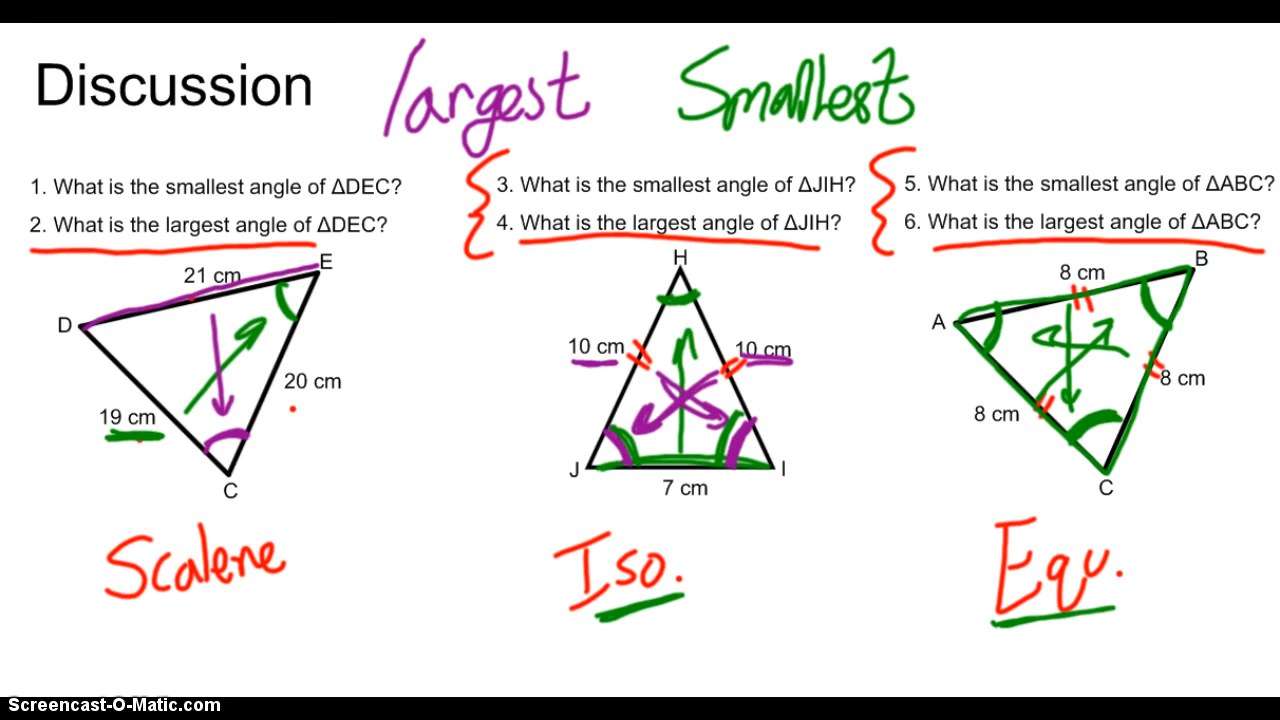 Discussion largest Smallest
1. What is the smallest angle of ΔDEC?
2. What is the largest angle of ΔDEC?
3. What is the smallest angle of ΔJIH?
4. What is the largest angle of ΔJIH?
5. What is the smallest angle of ΔABC?
6. What is the largest angle of ΔABC?
E
21 cm
D
20 cm
19 cm
C
H
10 cm
10 cm
J
I
7 cm
B
8 cm
A
8 cm
8 cm
C
Scalene
Iso.
Equ.
Screencast-O-Matic.com